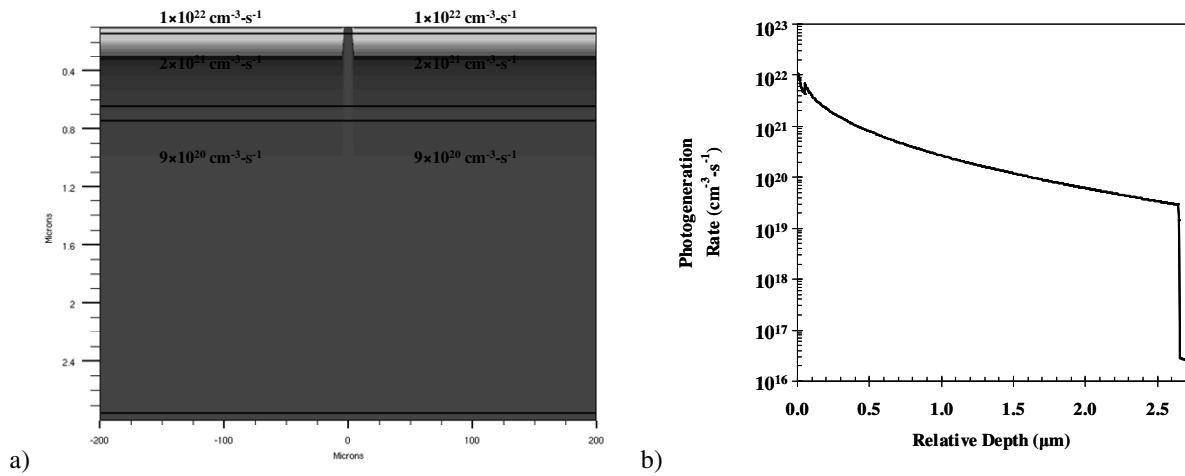 1×10²² cm⁻³-s⁻¹ 1×10²² cm⁻³-s⁻¹
2×10²¹ cm⁻³-s⁻¹ 2×10²¹ cm⁻³-s⁻¹
9×10²⁰ cm⁻³-s⁻¹ 9×10²⁰ cm⁻³-s⁻¹
0.4
0.8
1.2
1.6
2
2.4
Microns
-200 -100 0 100 200
Microns
a)
10²³
10²²
10²¹
10²⁰
10¹⁹
10¹⁸
10¹⁷
10¹⁶
Photogeneration
Rate (cm⁻³-s⁻¹)
0.0 0.5 1.0 1.5 2.0 2.5
Relative Depth (µm)
b)